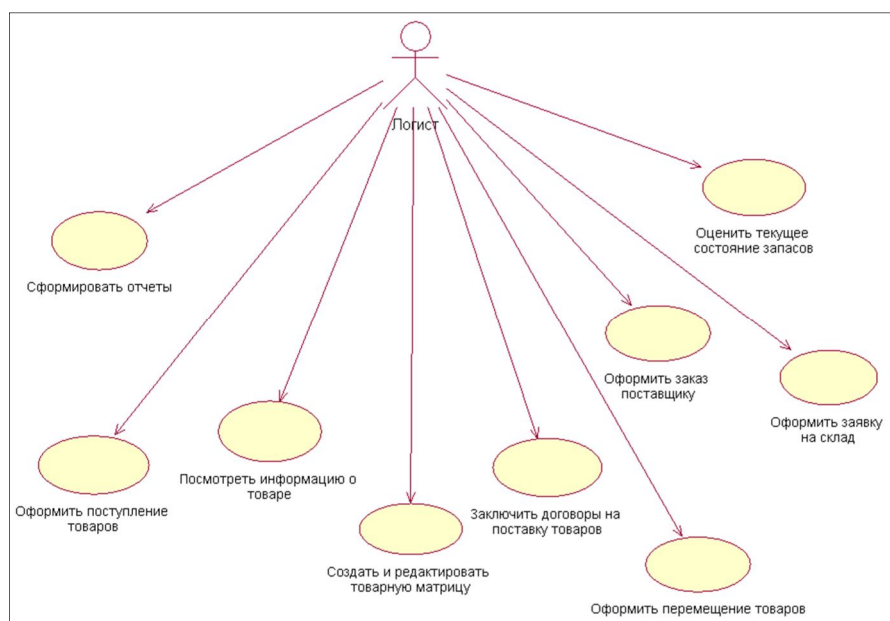 Логист
Оценить текущее
состояние запасов
Сформировать отчеты
Оформить заказ
поставщику
Оформить заявку
на склад
Посмотреть информацию о
товаре
Оформить поступление
товаров
Заключить договоры на
поставку товаров
Создать и редактировать
товарную матрицу
Оформить перемещение товаров